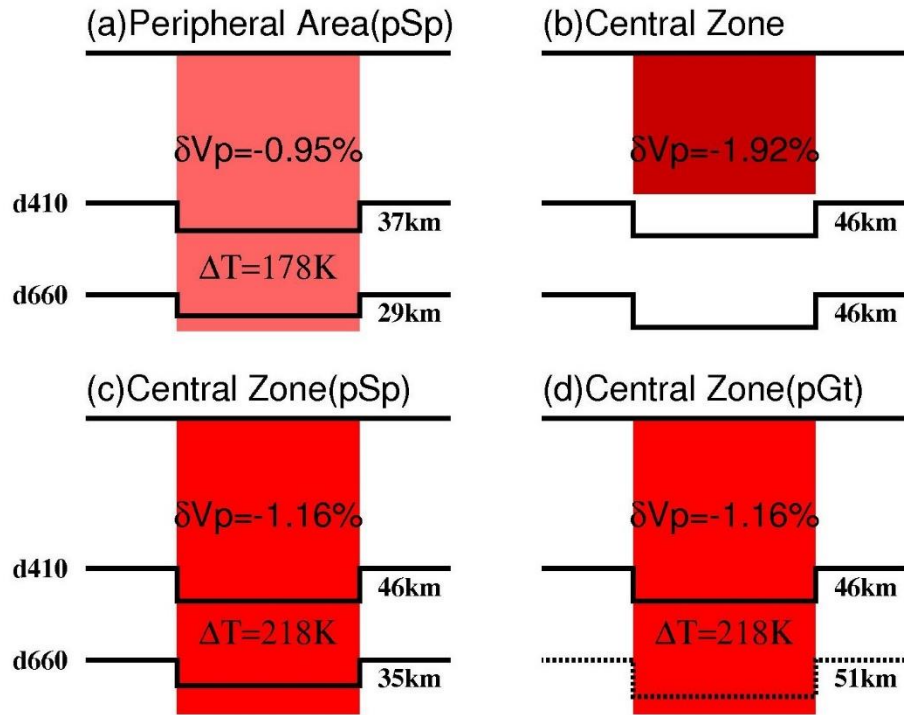 (a)Peripheral Area(pSp)
(b)Central Zone
δVp=-0.95%
δVp=-1.92%
d410
37km
46km
ΔT=178K
d660
29km
46km
(c)Central Zone(pSp)
(d)Central Zone(pGt)
δVp=-1.16%
δVp=-1.16%
d410
46km
46km
ΔT=218K
ΔT=218K
d660
35km
51km